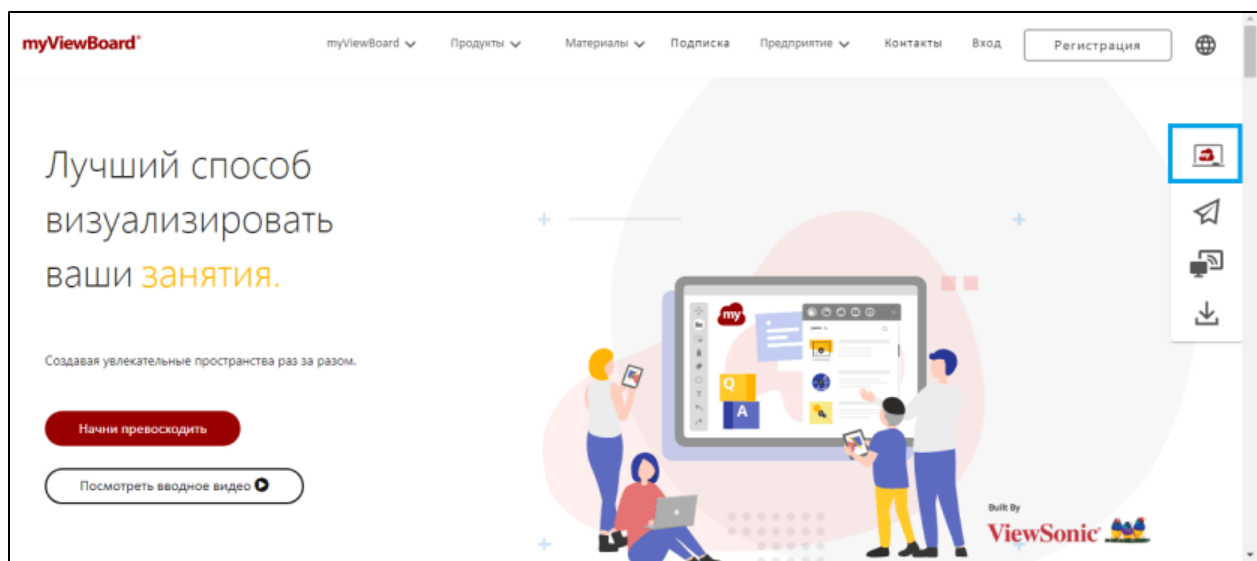 myViewBoard®
myViewBoard
Продукты
Материалы
Подписка
Предприятие
Контакты
Вход
Регистрация
my
Лучший способ
визуализировать
ваши занятия.
Создавая увлекательные пространства раз за разом.
Начни превосходить
Посмотреть вводное видео
my
Q
A
T
Built By
ViewSonic®